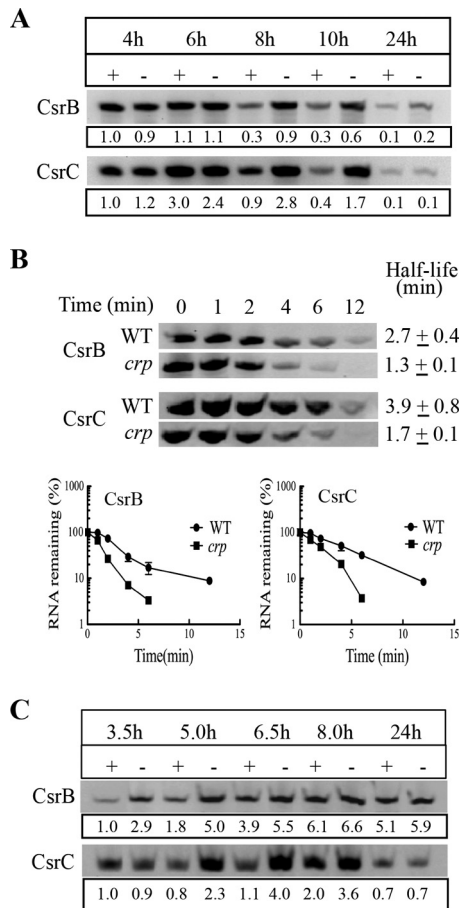 A
4h 6h 8h 10h 24h
+ - + - + - + - + -
CsrB
1.0 0.9 1.1 1.1 0.3 0.9 0.3 0.6 0.1 0.2
CsrC
1.0 1.2 3.0 2.4 0.9 2.8 0.4 1.7 0.1 0.1
B
Half-life
(min)
Time (min) 0 1 2 4 6 12
CsrB
WT 2.7 ± 0.4
crp 1.3 ± 0.1
CsrC
WT 3.9 ± 0.8
crp 1.7 ± 0.1
CsrB
RNA remaining (%)
1000
100
10
1
0 5 10 15
Time(min)
WT
crp
CsrC
RNA remaining (%)
1000
100
10
1
0 5 10 15
Time (min)
WT
crp
C
3.5h 5.0h 6.5h 8.0h 24h
+ - + - + - + - + -
CsrB
1.0 2.9 1.8 5.0 3.9 5.5 6.1 6.6 5.1 5.9
CsrC
1.0 0.9 0.8 2.3 1.1 4.0 2.0 3.6 0.7 0.7